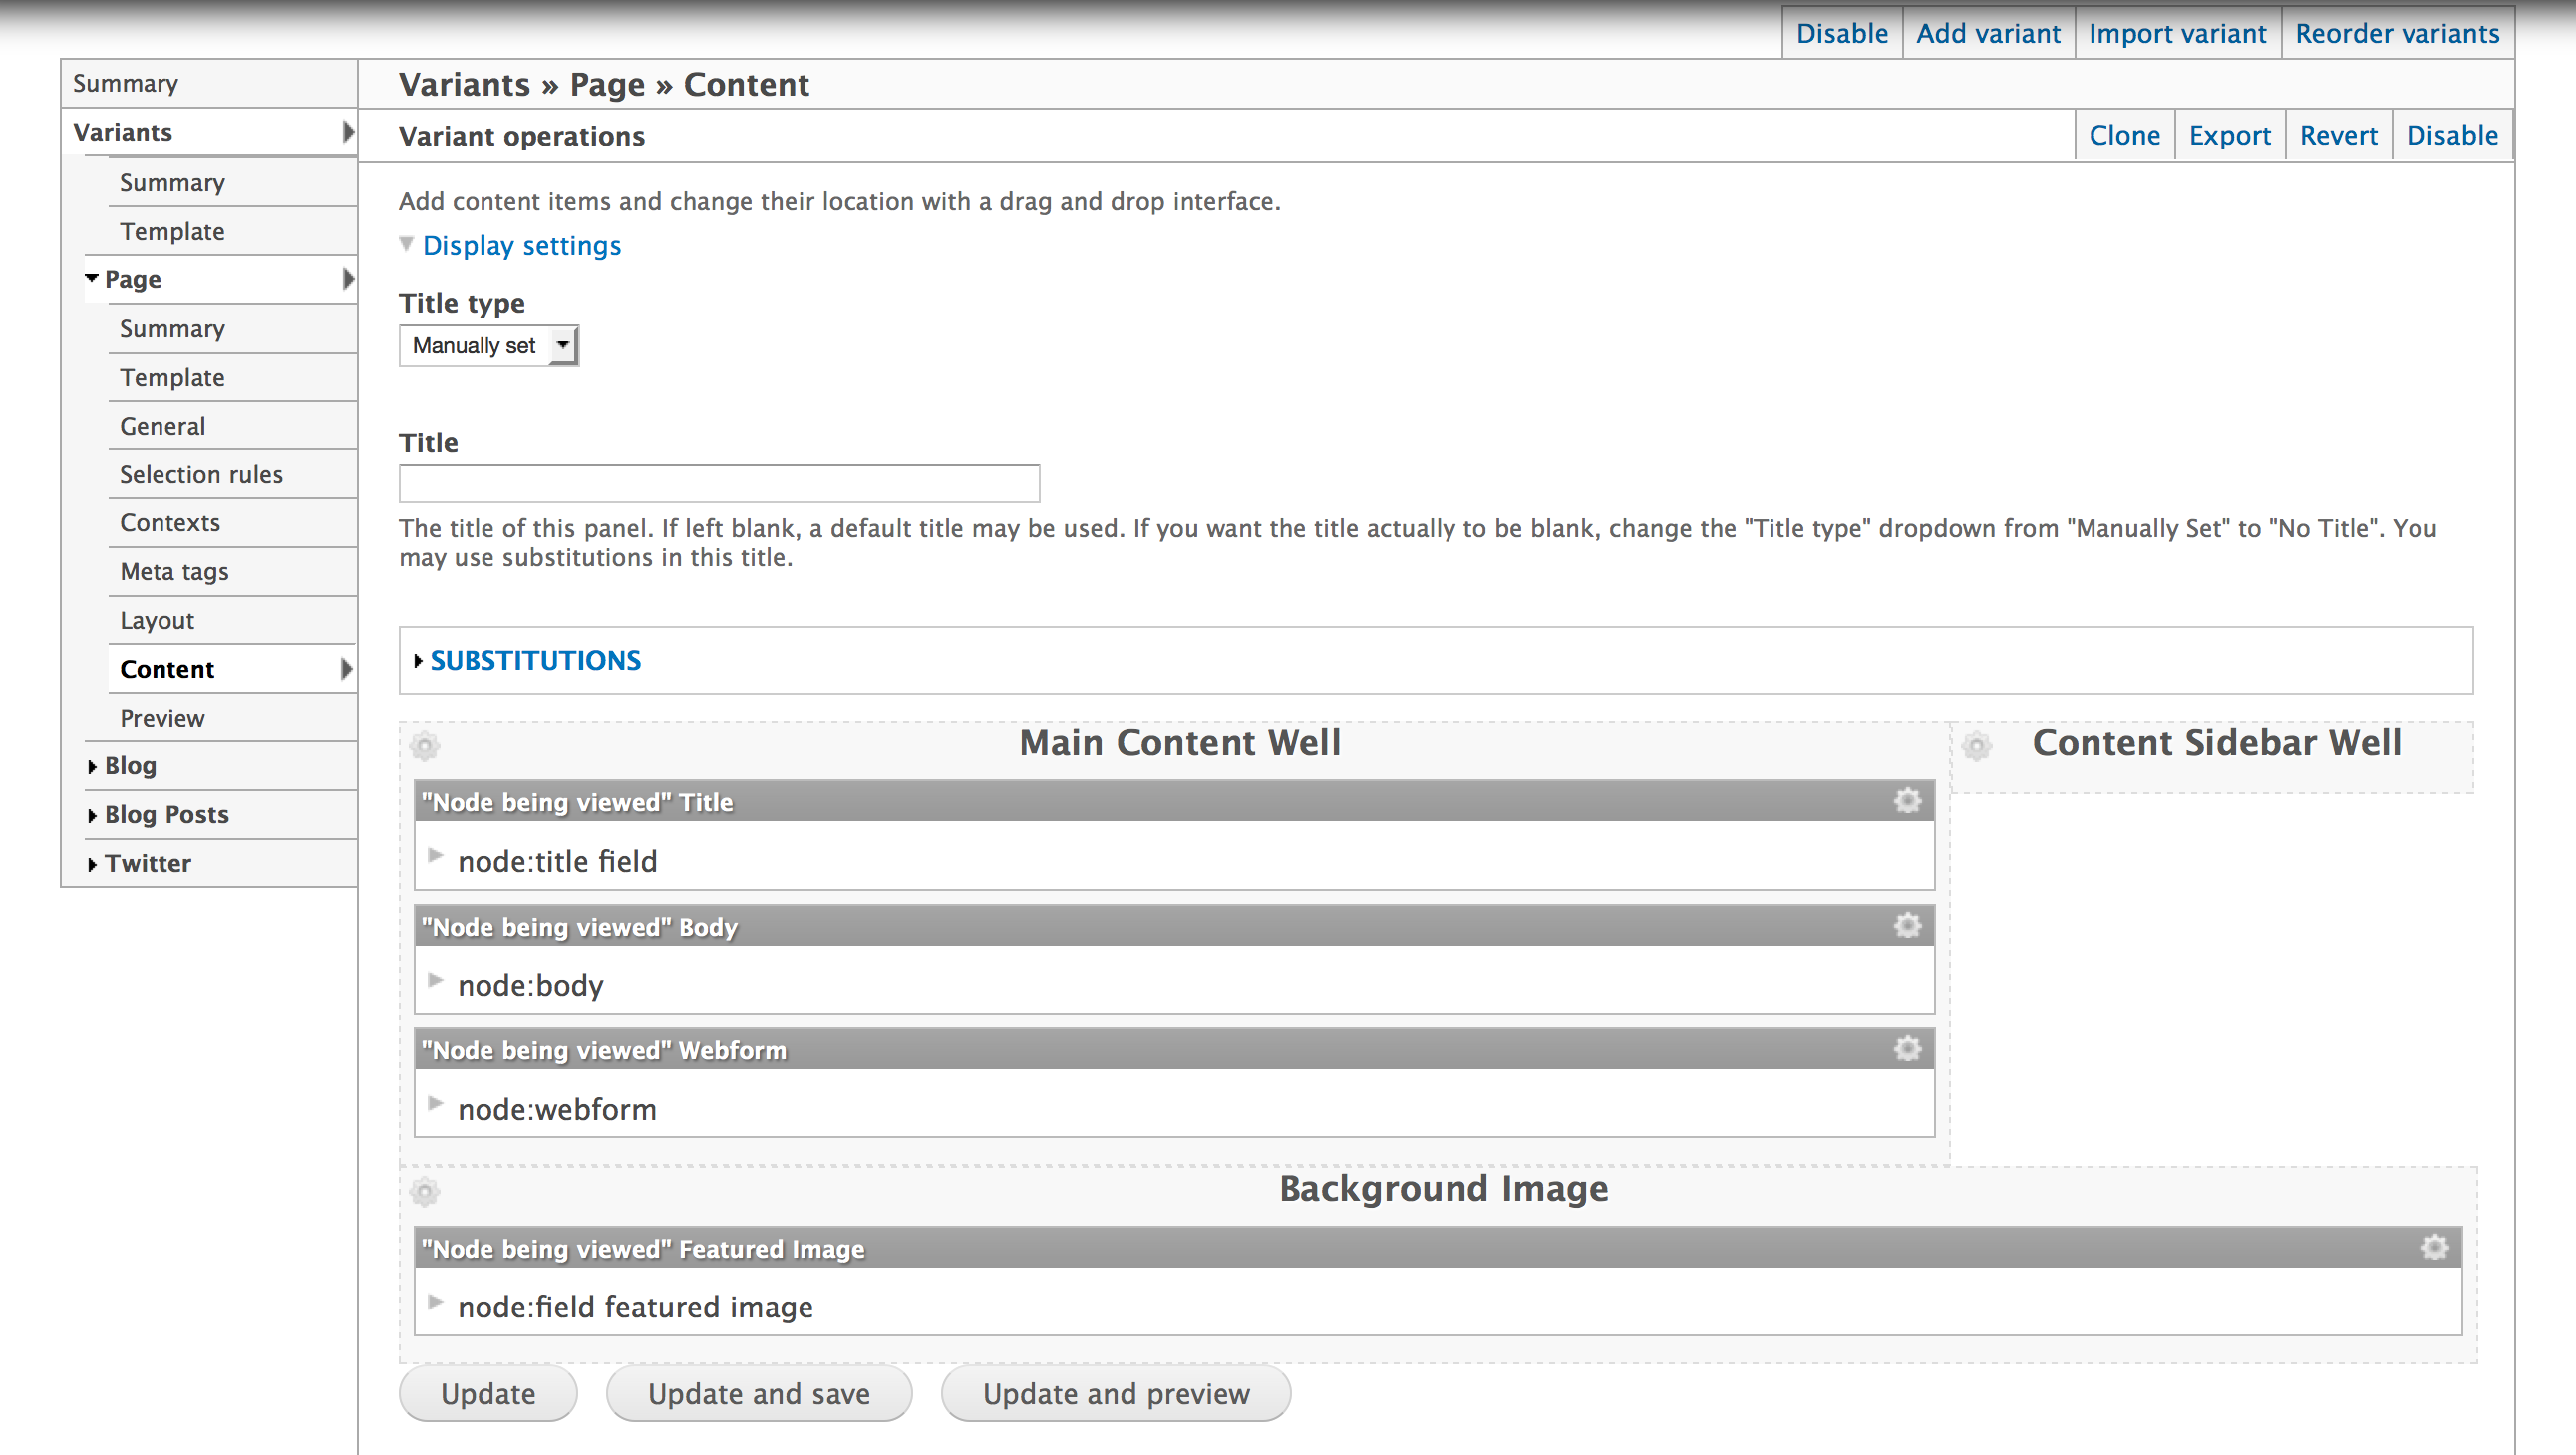 Disable Add variant Import variant Reorder variants
Summary
Variants
Summary
Template
Page
Summary
Template
General
Selection rules
Contexts
Meta tags
Layout
Content
Preview
Blog
Blog Posts
Twitter
Variants » Page » Content
Variant operations Clone Export Revert Disable
Add content items and change their location with a drag and drop interface.
Display settings
Title type
Manually set
Title
The title of this panel. If left blank, a default title may be used. If you want the title actually to be blank, change the "Title type" dropdown from "Manually Set" to "No Title". You
may use substitutions in this title.
SUBSTITUTIONS
Main Content Well
"Node being viewed" Title
node:title field
"Node being viewed" Body
node:body
"Node being viewed" Webform
node:webform
Content Sidebar Well
Background Image
"Node being viewed" Featured Image
node:field featured image
Update Update and save Update and preview